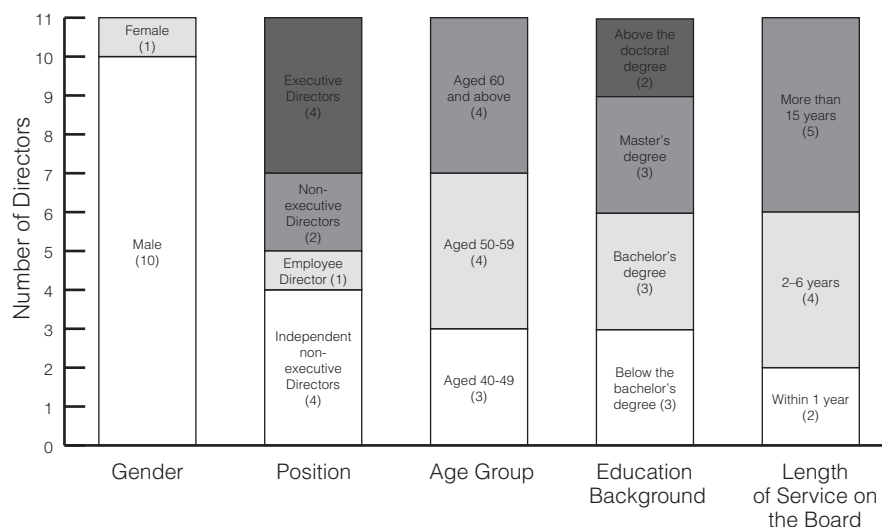 Number of Directors
11
10
9
8
7
6
5
4
3
2
1
0
Female
(1)
Male
(10)
Gender
Executive
Directors
(4)
Non-
executive
Directors
(2)
Employee
Director (1)
Independent
non-
executive
Directors
(4)
Position
Aged 60
and above
(4)
Aged 50-59
(4)
Aged 40-49
(3)
Age Group
Above the
doctoral
degree
(2)
Master's
degree
(3)
Bachelor's
degree
(3)
Below the
bachelor's
degree (3)
Education
Background
More than
15 years
(5)
2–6 years
(4)
Within 1 year
(2)
Length
of Service on
the Board